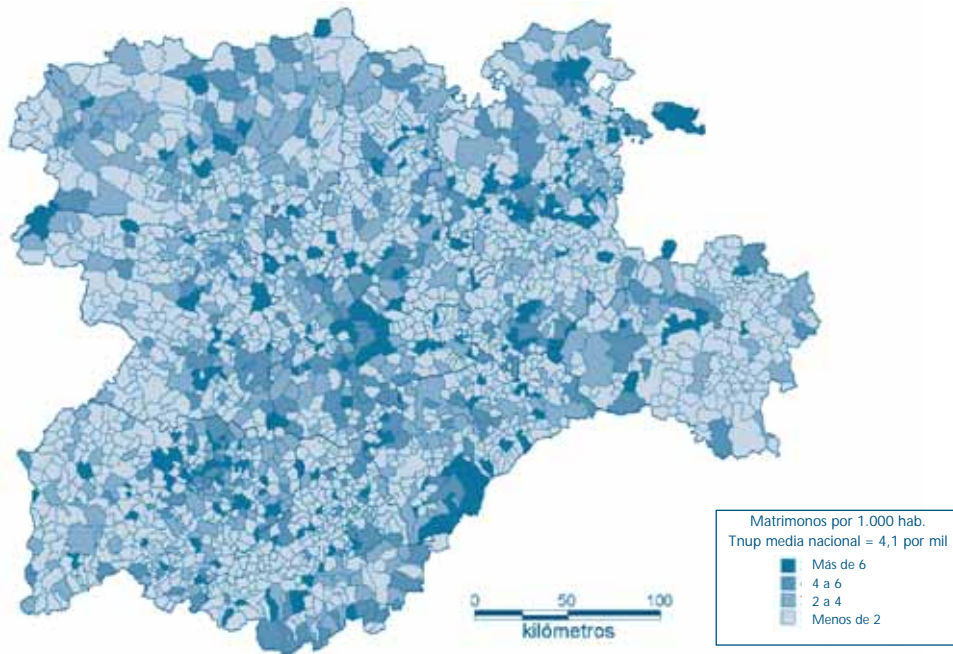 Matrimonos por 1.000 hab.
Tnup media nacional = 4,1 por mil
Más de 6
4 a 6
2 a 4
Menos de 2
0 50 100
kilómetros